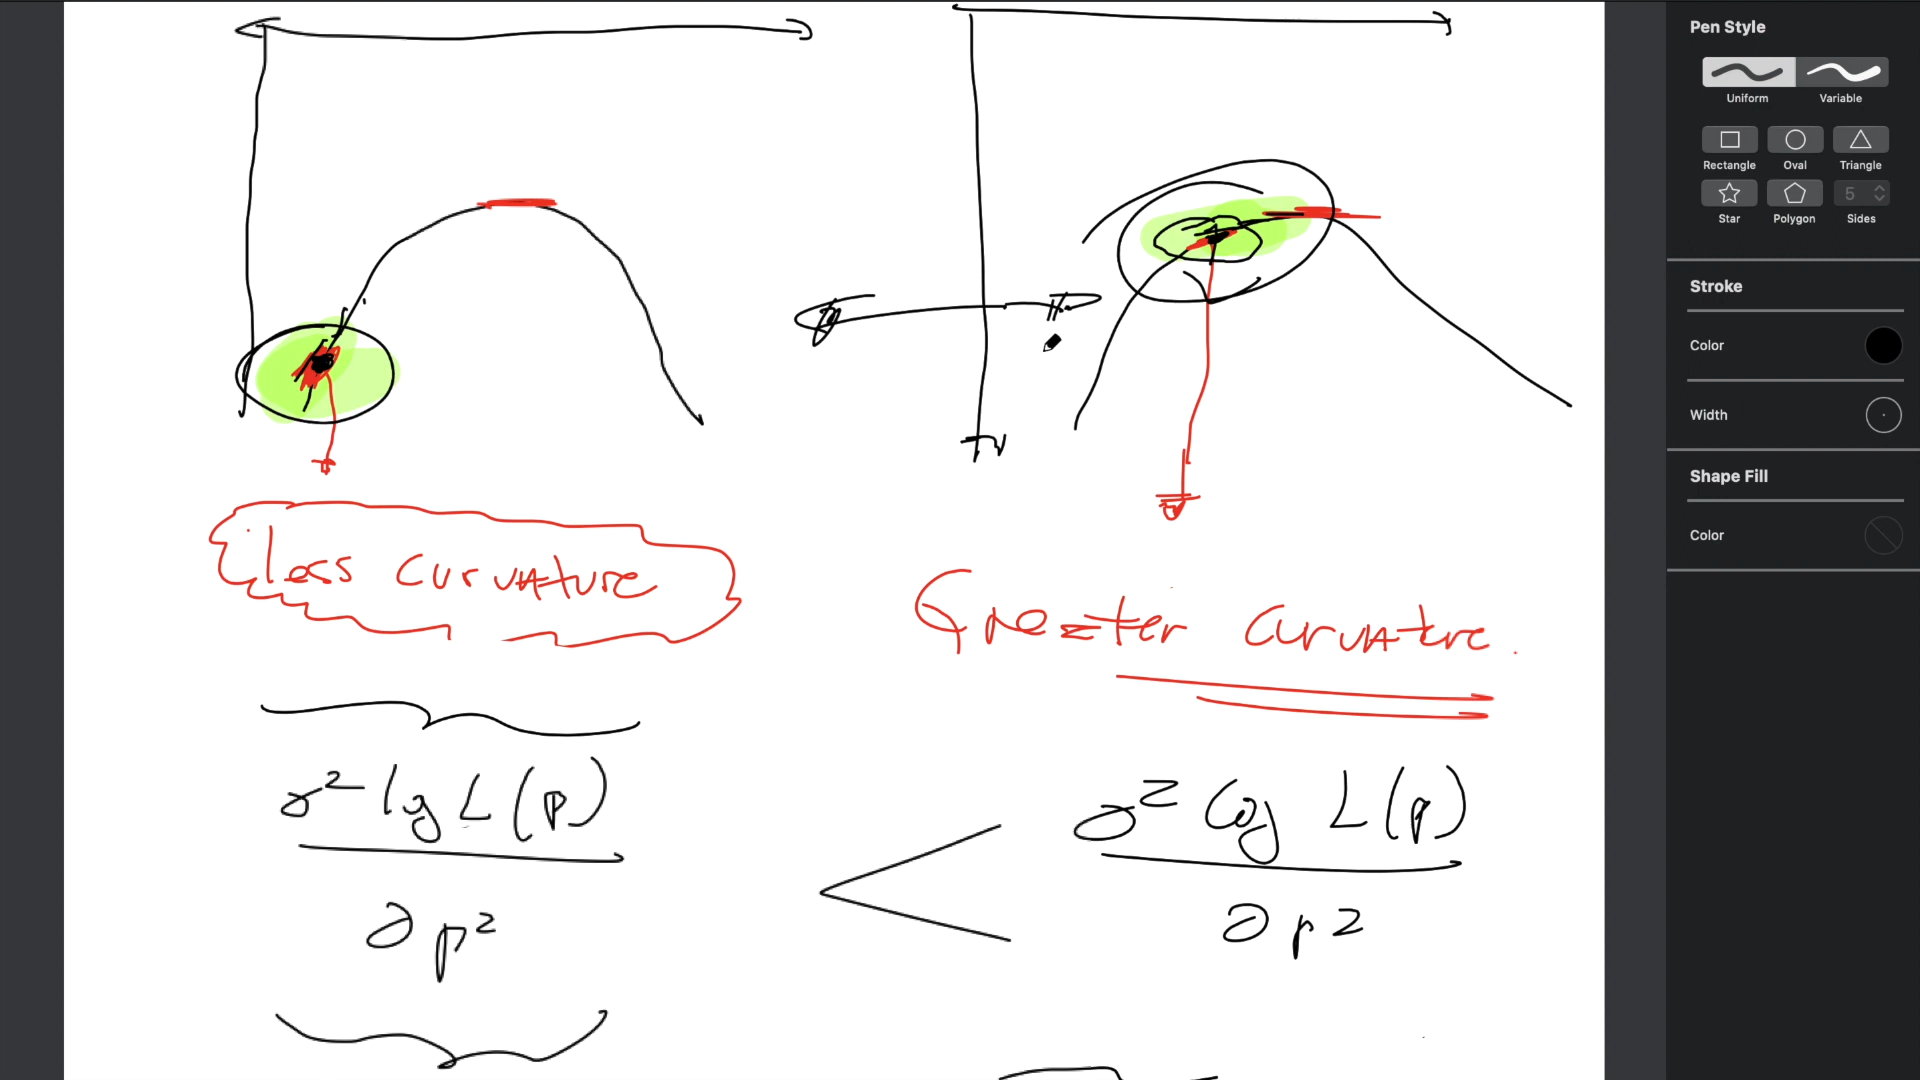 less curvature
Greater curvature.
∂² log L(p)
∂p²
<
∂² log L(p)
∂p²
Pen Style
Uniform
Variable
Rectangle
Oval
Triangle
5
Star
Polygon
Sides
Stroke
Color
Width
Shape Fill
Color